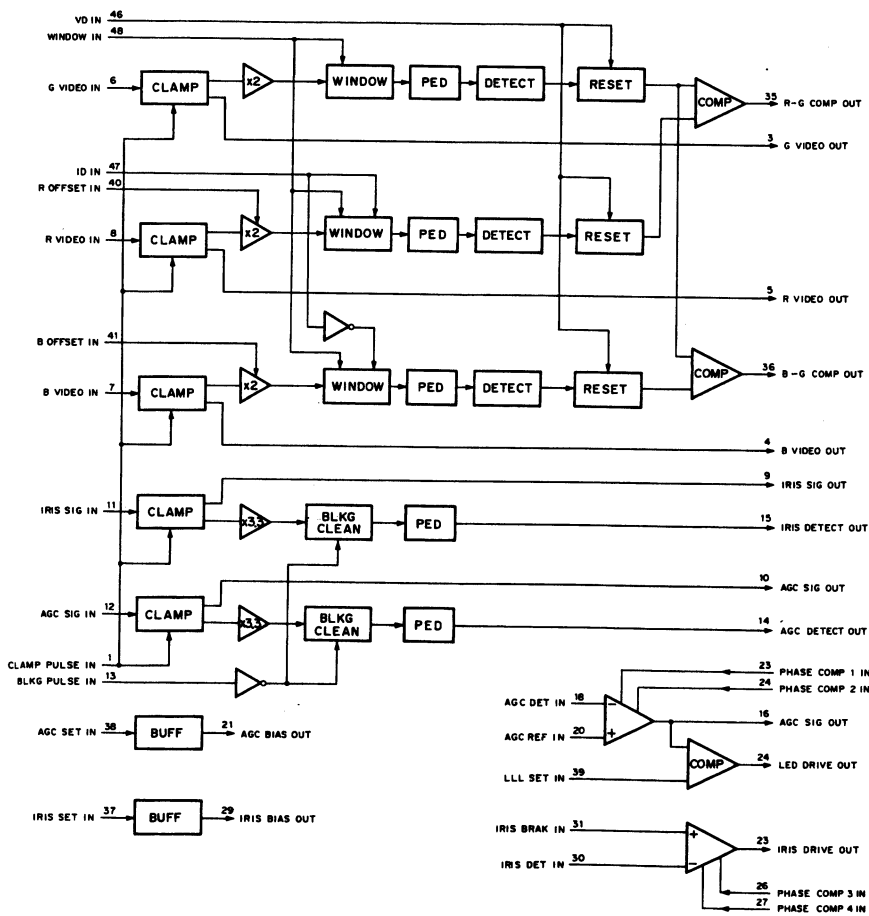 VD IN 46
WINDOW IN 48
G VIDEO IN 6
CLAMP
x2
WINDOW
PED
DETECT
RESET
COMP
35 R-G COMP OUT
3 G VIDEO OUT
ID IN 47
R OFFSET IN 40
R VIDEO IN 8
CLAMP
x2
WINDOW
PED
DETECT
RESET
5 R VIDEO OUT
B OFFSET IN 41
B VIDEO IN 7
CLAMP
x2
WINDOW
PED
DETECT
RESET
COMP
36 B-G COMP OUT
4 B VIDEO OUT
9 IRIS SIG OUT
IRIS SIG IN 11
CLAMP
x3,3
BLKG
CLEAN
PED
15 IRIS DETECT OUT
10 AGC SIG OUT
AGC SIG IN 12
CLAMP
x3,3
BLKG
CLEAN
PED
14 AGC DETECT OUT
CLAMP PULSE IN 1
BLKG PULSE IN 13
23 PHASE COMP 1 IN
24 PHASE COMP 2 IN
AGC DET IN 18
-
16 AGC SIG OUT
AGC REF IN 20
+
AGC SET IN 38
BUFF
21 AGC BIAS OUT
COMP
24 LED DRIVE OUT
LLL SET IN 39
IRIS SET IN 37
BUFF
29 IRIS BIAS OUT
IRIS BRAK IN 31
+
23 IRIS DRIVE OUT
IRIS DET IN 30
-
26 PHASE COMP 3 IN
27 PHASE COMP 4 IN